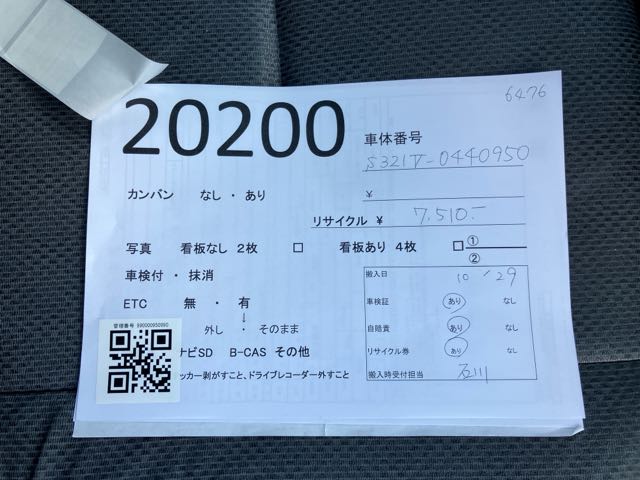 6476
20200
車体番号
S321V-0440950
カンバン なし ・ あり
¥
リサイクル ¥ 7,510.-
写真 看板なし 2枚 □ 看板あり 4枚 □ ①
②
車検付 ・ 抹消
搬入日 10/29
ETC 無 ・ 有
↓
車検証 あり なし
外し ・ そのまま
自賠責 あり なし
管理番号 990000950990
ナビSD B-CAS その他
リサイクル券 あり なし
ッカー剥がすこと、ドライブレコーダー外すこと
搬入時受付担当 石川